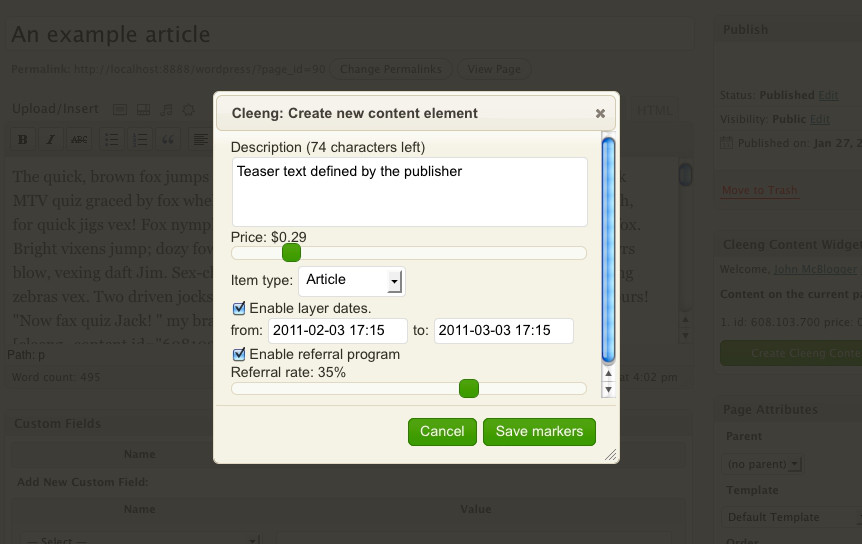 An example article
Permalink: http://localhost:8888/wordpress/?page_id=90 Change Permalinks View Page
Upload/Insert HTML
B I ABC
The quick, brown fox jumps
MTV quiz graced by fox whe
for quick jigs vex! Fox nymp fox.
Bright vixens jump; dozy fow
blow, vexing daft Jim. Sex-c
zebras vex. Two driven jocks urs!
"Now fax quiz Jack! " my bra
Path: p
Word count: 495 at 4:02 pm
Custom Fields
Name
Add New Custom Field:
Name Value
— Select —
Cleeng: Create new content element
Description (74 characters left)
Teaser text defined by the publisher
Price: $0.29
Item type: Article
Enable layer dates.
from: 2011-02-03 17:15 to: 2011-03-03 17:15
Enable referral program
Referral rate: 35%
Cancel Save markers
Publish
Status: Published Edit
Visibility: Public Edit
Published on: Jan 27, 2
Move to Trash
Cleeng Content Widge
Welcome, John McBlogger
Content on the current pa
1. id: 608.103.700 price: 0
Create Cleeng Conte
Page Attributes
Parent
(no parent)
Template
Default Template
Order